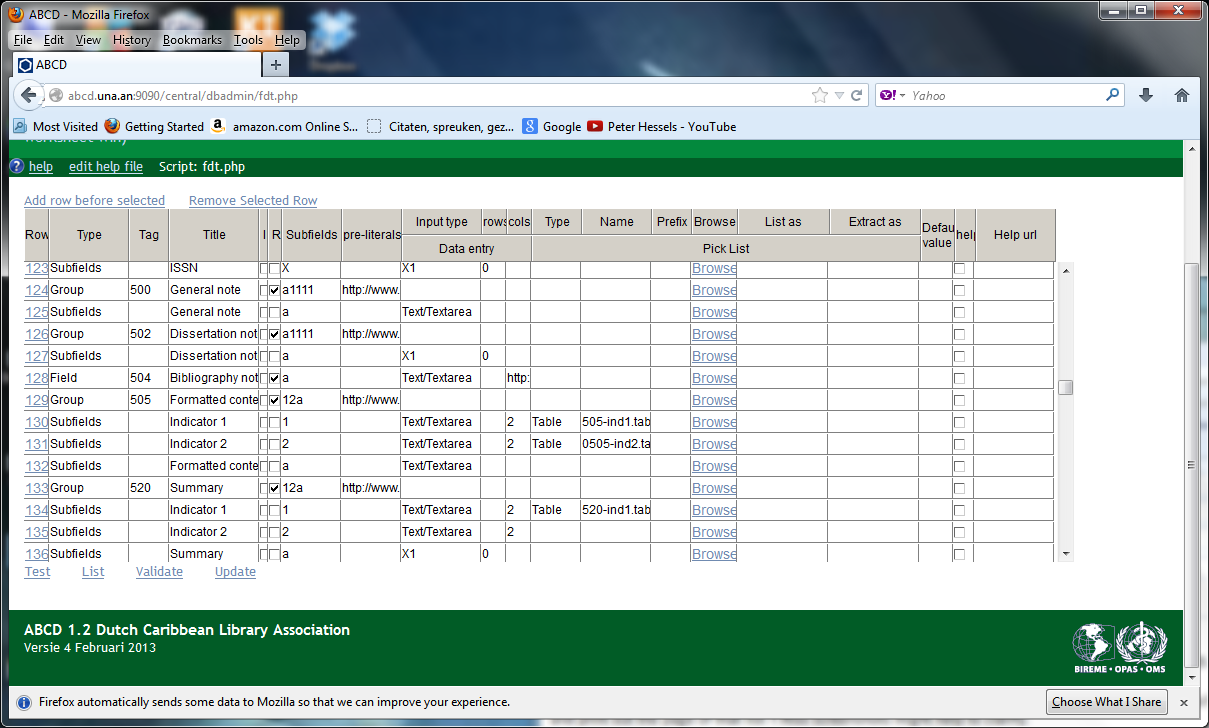 ABCD - Mozilla Firefox
File Edit View History Bookmarks Tools Help
ABCD
abcd.una.an:9090/central/dbadmin/fdt.php Yahoo
Most Visited Getting Started amazon.com Online S... Citaten, spreuken, gez... Google Peter Hessels - YouTube
help edit help file Script: fdt.php
Add row before selected Remove Selected Row
Row Type Tag Title I R Subfields pre-literals Input type rows cols Type Name Prefix Browse List as Extract as Defau value help Help url
Data entry Pick List
123 Subfields ISSN X X1 0 Browse
124 Group 500 General note a1111 http://www. Browse
125 Subfields General note a Text/Textarea Browse
126 Group 502 Dissertation not a1111 http://www. Browse
127 Subfields Dissertation not a X1 0 Browse
128 Field 504 Bibliography not a Text/Textarea http: Browse
129 Group 505 Formatted conte 12a http://www. Browse
130 Subfields Indicator 1 1 Text/Textarea 2 Table 505-ind1.tab Browse
131 Subfields Indicator 2 2 Text/Textarea 2 Table 0505-ind2.ta Browse
132 Subfields Formatted conte a Text/Textarea Browse
133 Group 520 Summary 12a http://www. Browse
134 Subfields Indicator 1 1 Text/Textarea 2 Table 520-ind1.tab Browse
135 Subfields Indicator 2 2 Text/Textarea 2 Browse
136 Subfields Summary a X1 0 Browse
Test List Validate Update
ABCD 1.2 Dutch Caribbean Library Association
Versie 4 Februari 2013
BIREME • OPAS • OMS
Firefox automatically sends some data to Mozilla so that we can improve your experience. Choose What I Share